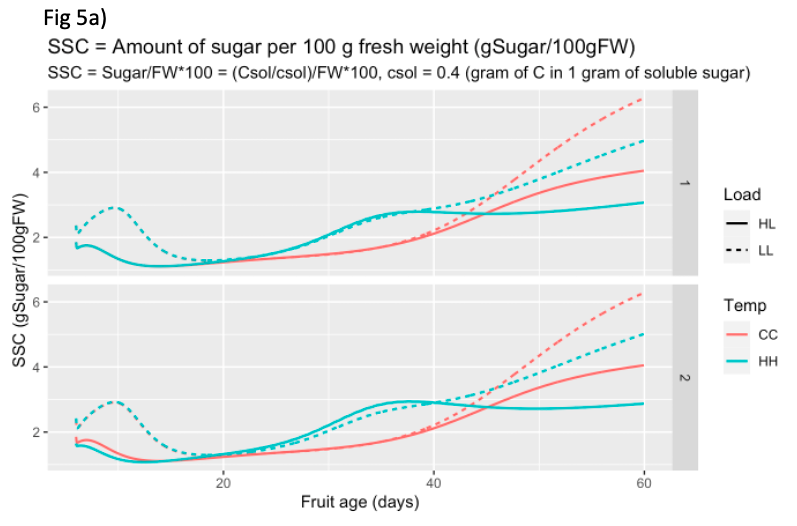 Fig 5a)
SSC = Amount of sugar per 100 g fresh weight (gSugar/100gFW)
SSC = Sugar/FW*100 = (Csol/csol)/FW*100, csol = 0.4 (gram of C in 1 gram of soluble sugar)
6
4
2
1
6
4
2
2
SSC (gSugar/100gFW)
20
40
60
Fruit age (days)
Load
HL
LL
Temp
CC
HH